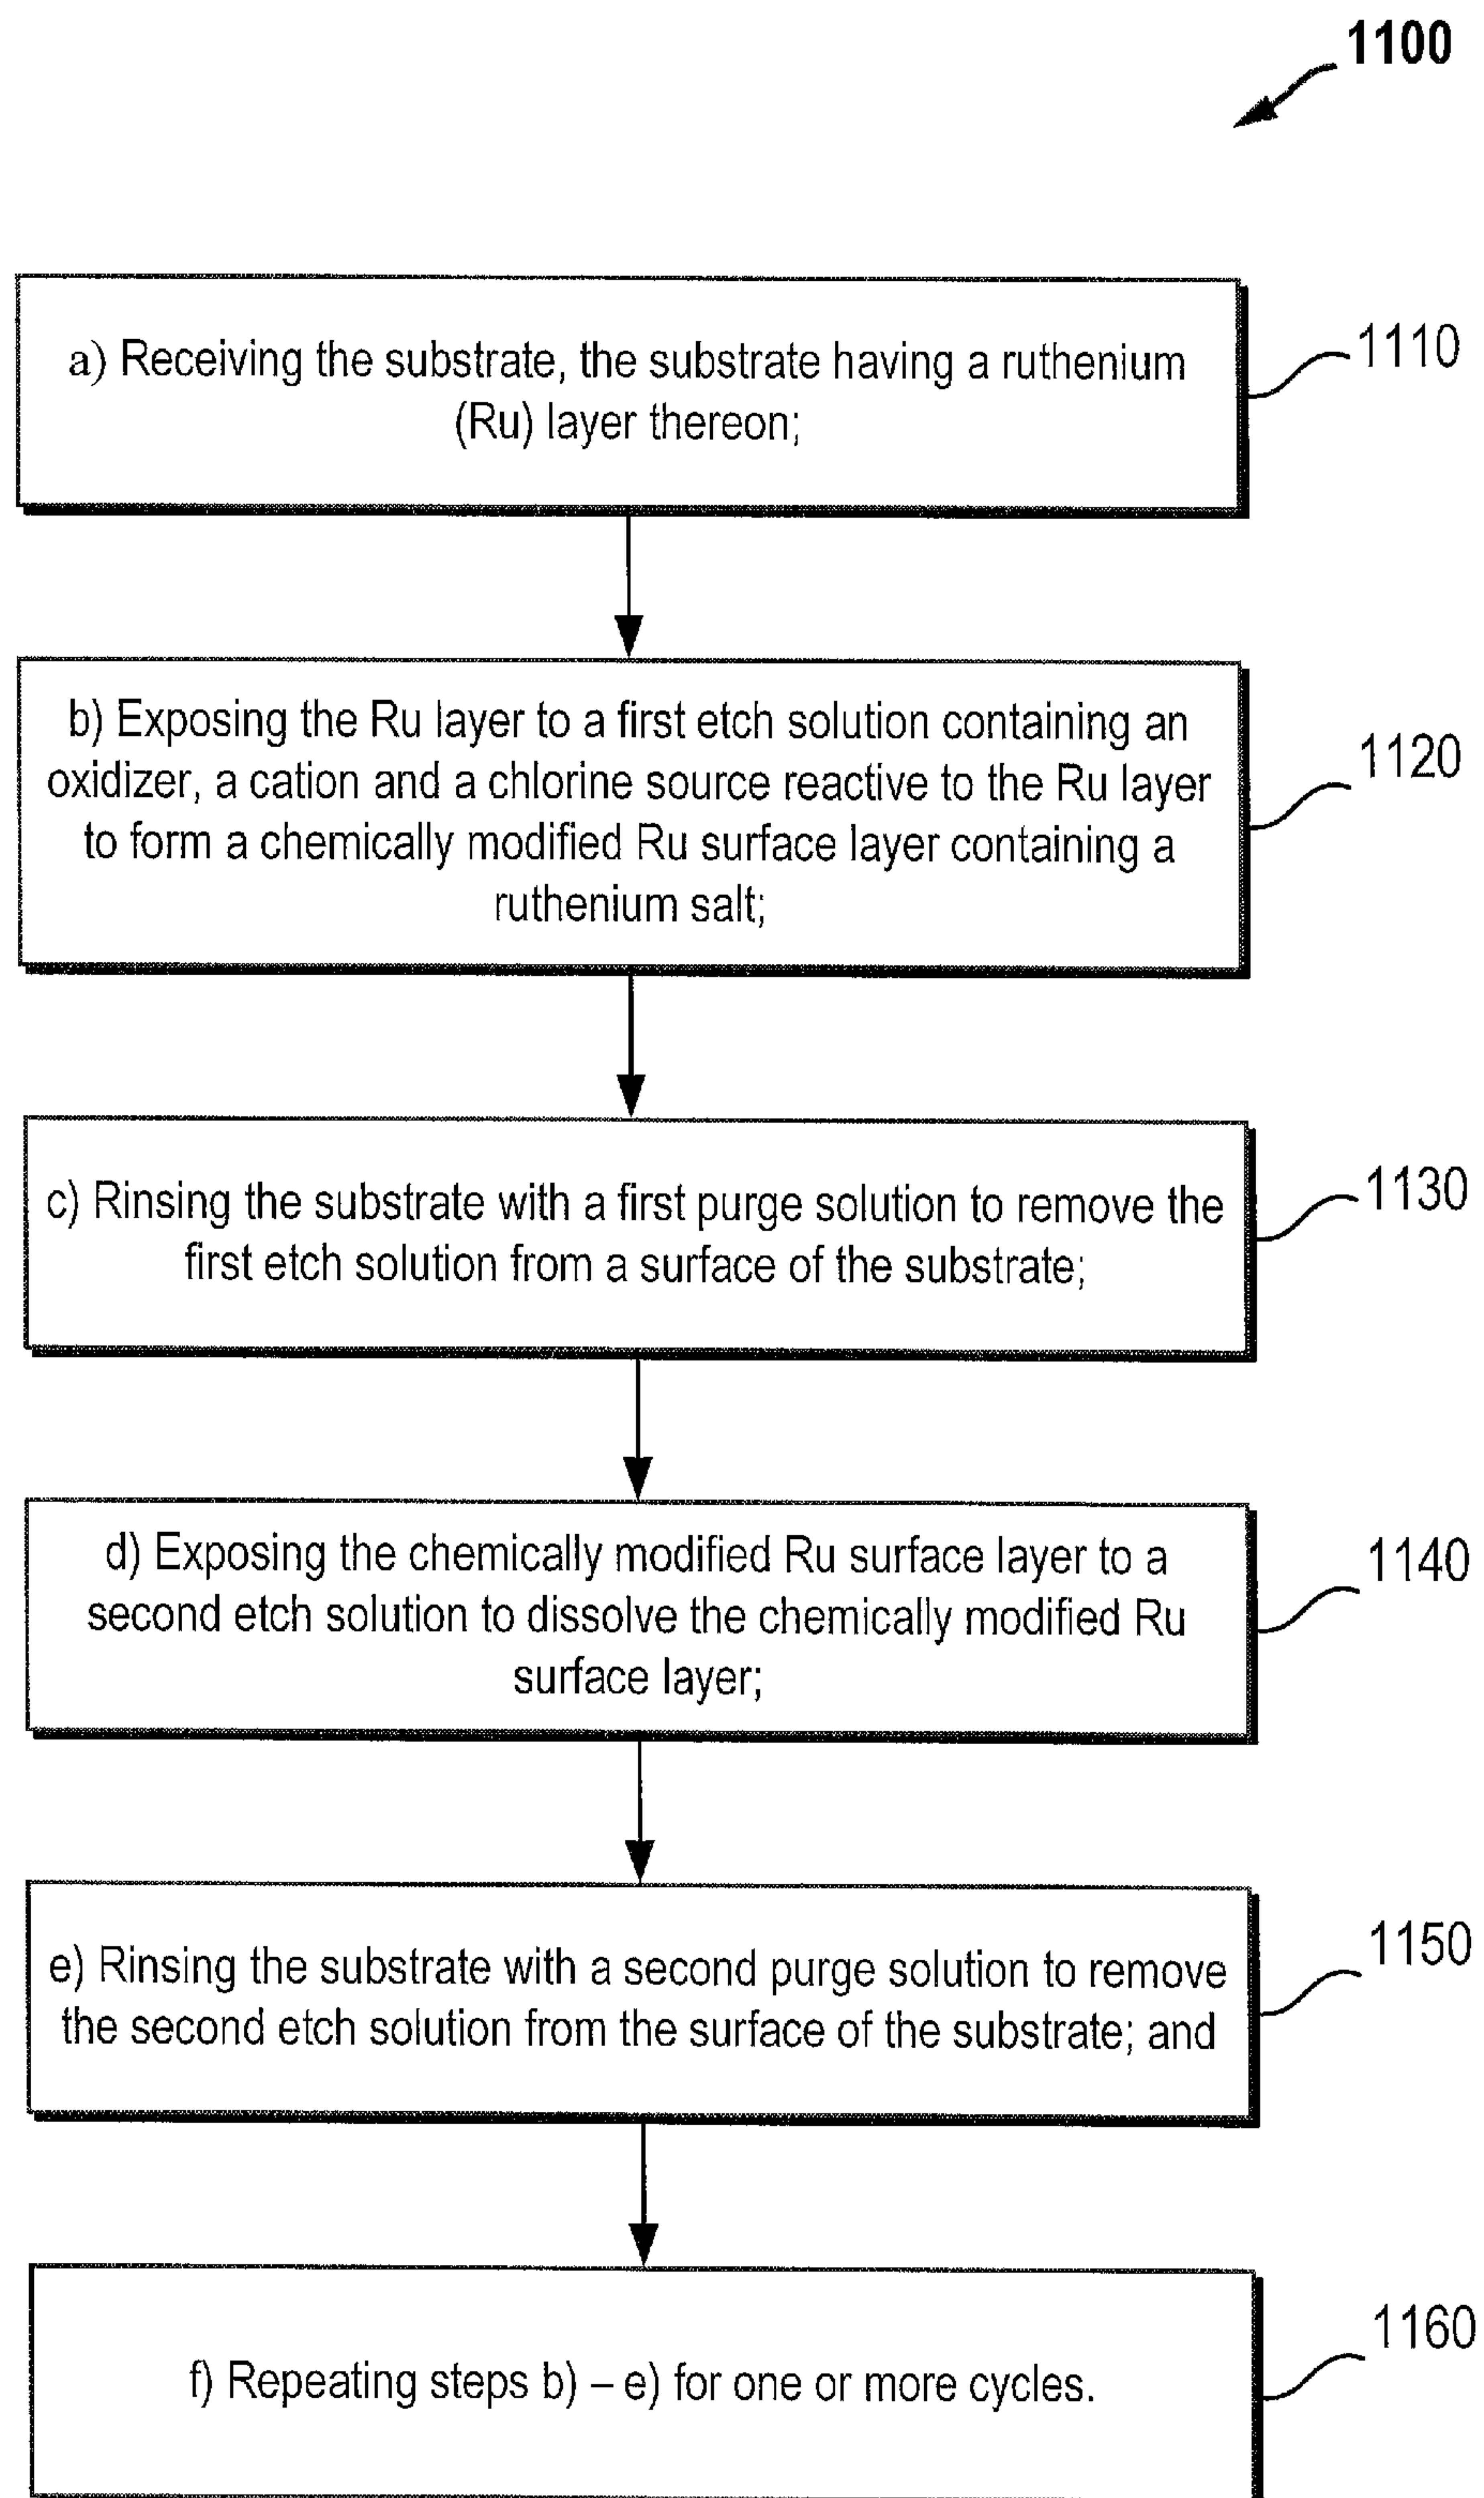 1100
a) Receiving the substrate, the substrate having a ruthenium
(Ru) layer thereon;
1110
b) Exposing the Ru layer to a first etch solution containing an
oxidizer, a cation and a chlorine source reactive to the Ru layer
to form a chemically modified Ru surface layer containing a
ruthenium salt;
1120
c) Rinsing the substrate with a first purge solution to remove the
first etch solution from a surface of the substrate;
1130
d) Exposing the chemically modified Ru surface layer to a
second etch solution to dissolve the chemically modified Ru
surface layer;
1140
e) Rinsing the substrate with a second purge solution to remove
the second etch solution from the surface of the substrate; and
1150
f) Repeating steps b) – e) for one or more cycles.
1160